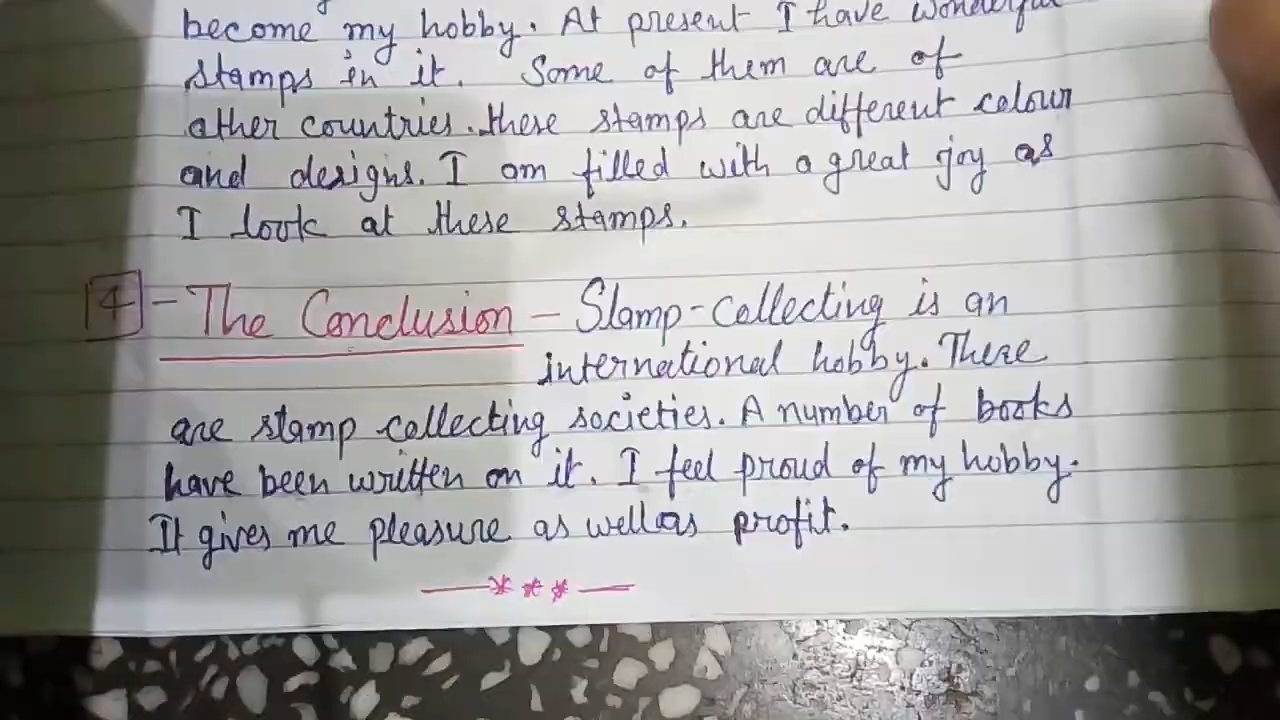 become my hobby. At present I have wonderful
stamps in it. Some of them are of
other countries. these stamps are different colour
and designs. I am filled with a great joy as
I look at these stamps.
4 - The Conclusion - Stamp-Collecting is an
international hobby. There
are stamp collecting societies. A number of books
have been written on it. I feel proud of my hobby.
It gives me pleasure as well as profit.
—***—